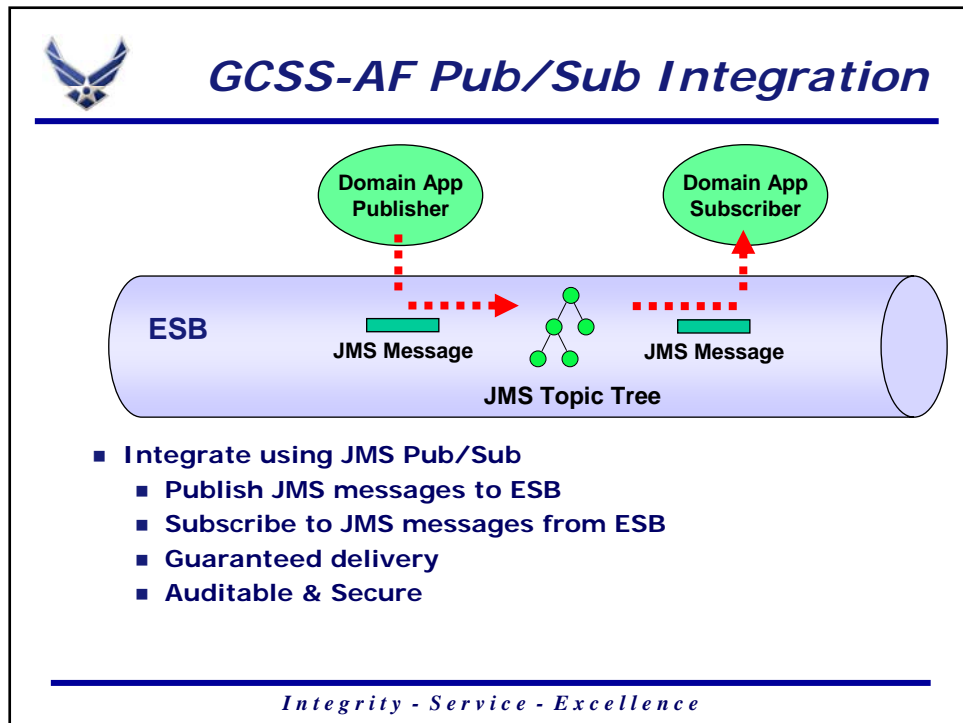 GCSS-AF Pub/Sub Integration
Domain App
Publisher
Domain App
Subscriber
ESB
JMS Message
JMS Message
JMS Topic Tree
Integrate using JMS Pub/Sub
Publish JMS messages to ESB
Subscribe to JMS messages from ESB
Guaranteed delivery
Auditable & Secure
Integrity - Service - Excellence